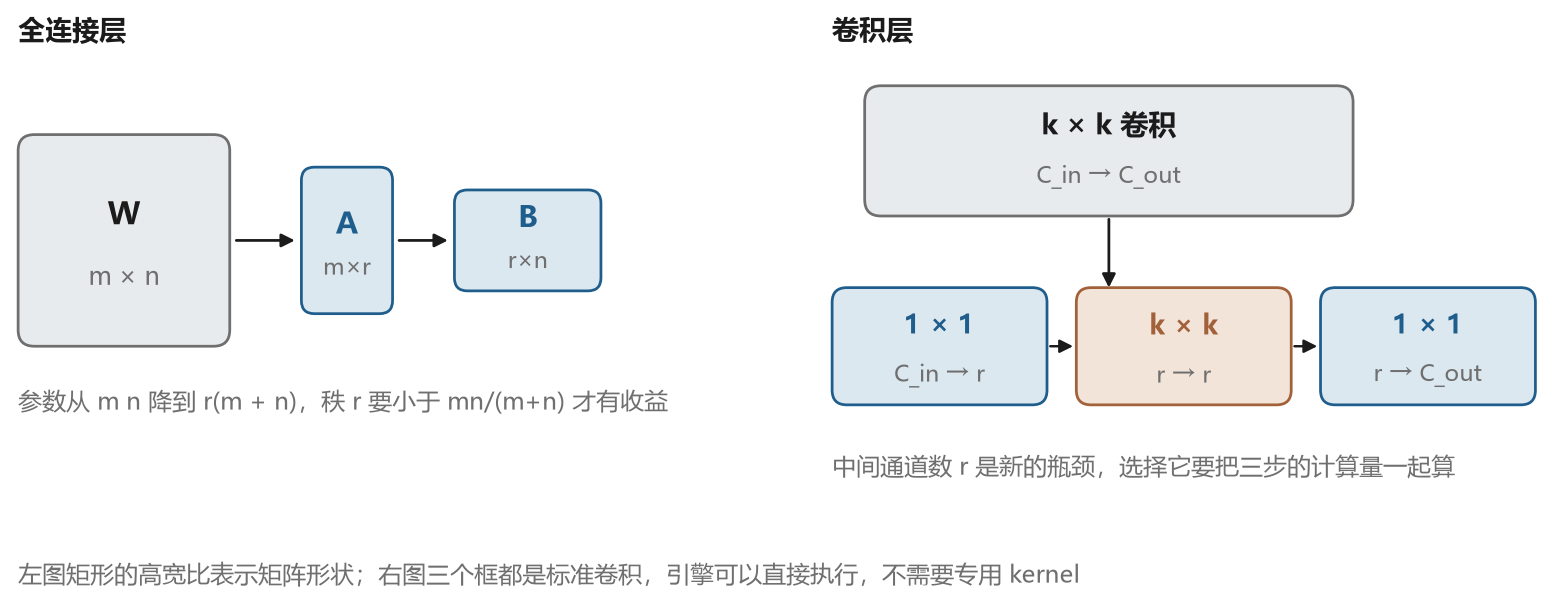 全连接层
W
m × n
A
m×r
B
r×n
参数从 m n 降到 r(m + n)，秩 r 要小于 mn/(m+n) 才有收益
卷积层
k × k 卷积
C_in → C_out
1 × 1
C_in → r
k × k
r → r
1 × 1
r → C_out
中间通道数 r 是新的瓶颈，选择它要把三步的计算量一起算
左图矩形的高宽比表示矩阵形状；右图三个框都是标准卷积，引擎可以直接执行，不需要专用 kernel